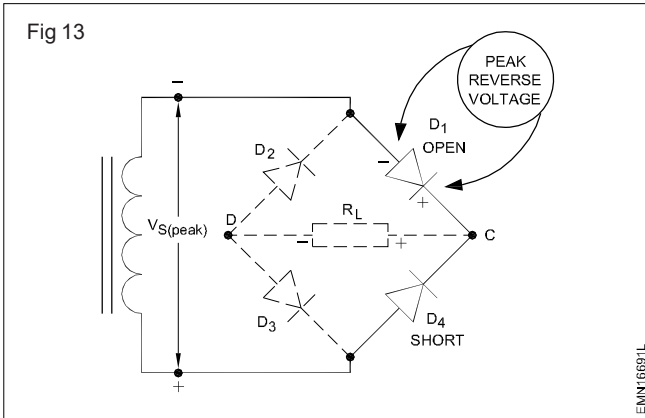 Fig 13
PEAK
REVERSE
VOLTAGE
−
D1
OPEN
−
+
D2
VS(peak)
D
RL
−
+
C
D3
D4
SHORT
+
EMN16691L